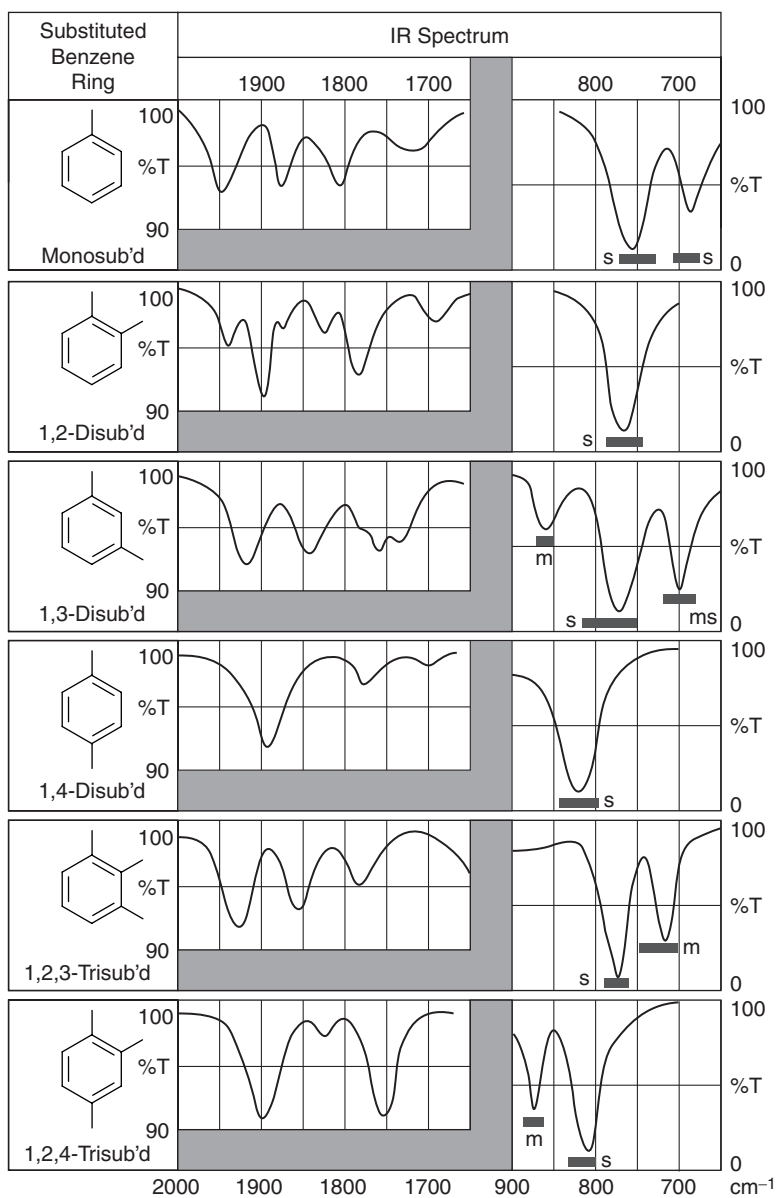 Substituted
Benzene
Ring
IR Spectrum
1900 1800 1700 800 700
100
%T
90
Monosub'd
100
%T
0
s
s
100
%T
90
1,2-Disub'd
100
%T
0
s
100
%T
90
1,3-Disub'd
100
%T
0
m
s
ms
100
%T
90
1,4-Disub'd
100
%T
0
s
100
%T
90
1,2,3-Trisub'd
100
%T
0
s
m
100
%T
90
1,2,4-Trisub'd
100
%T
0
m
s
2000 1900 1800 1700 900 800 700 cm–1